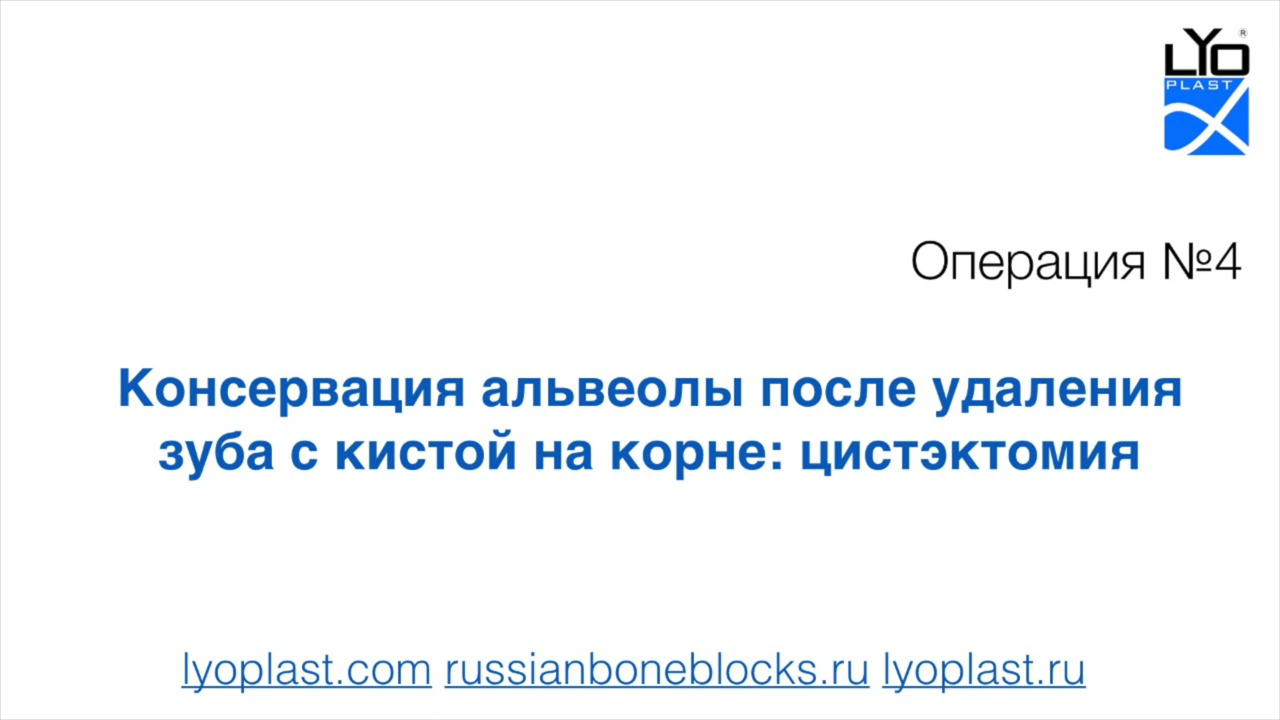 LYO®
PLAST
Операция №4
Консервация альвеолы после удаления
зуба с кистой на корне: цистэктомия
lyoplast.com russianboneblocks.ru lyoplast.ru